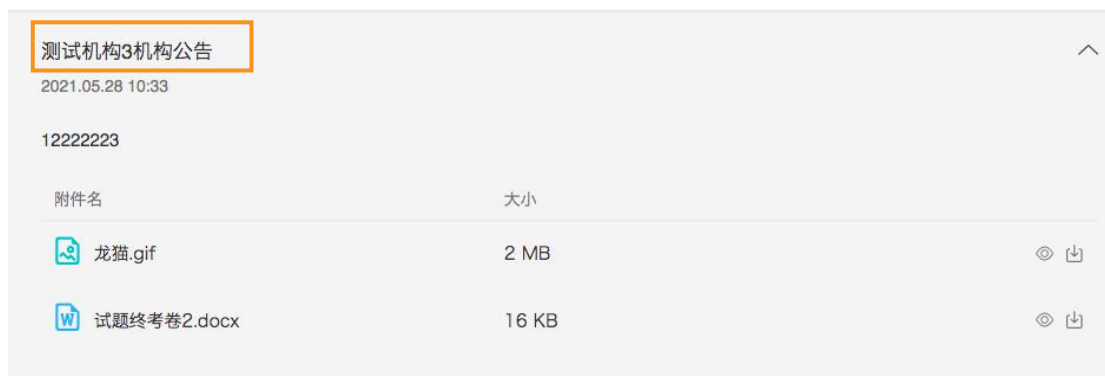 测试机构3机构公告
2021.05.28 10:33
12222223
附件名 大小
龙猫.gif 2 MB
试题终考卷2.docx 16 KB